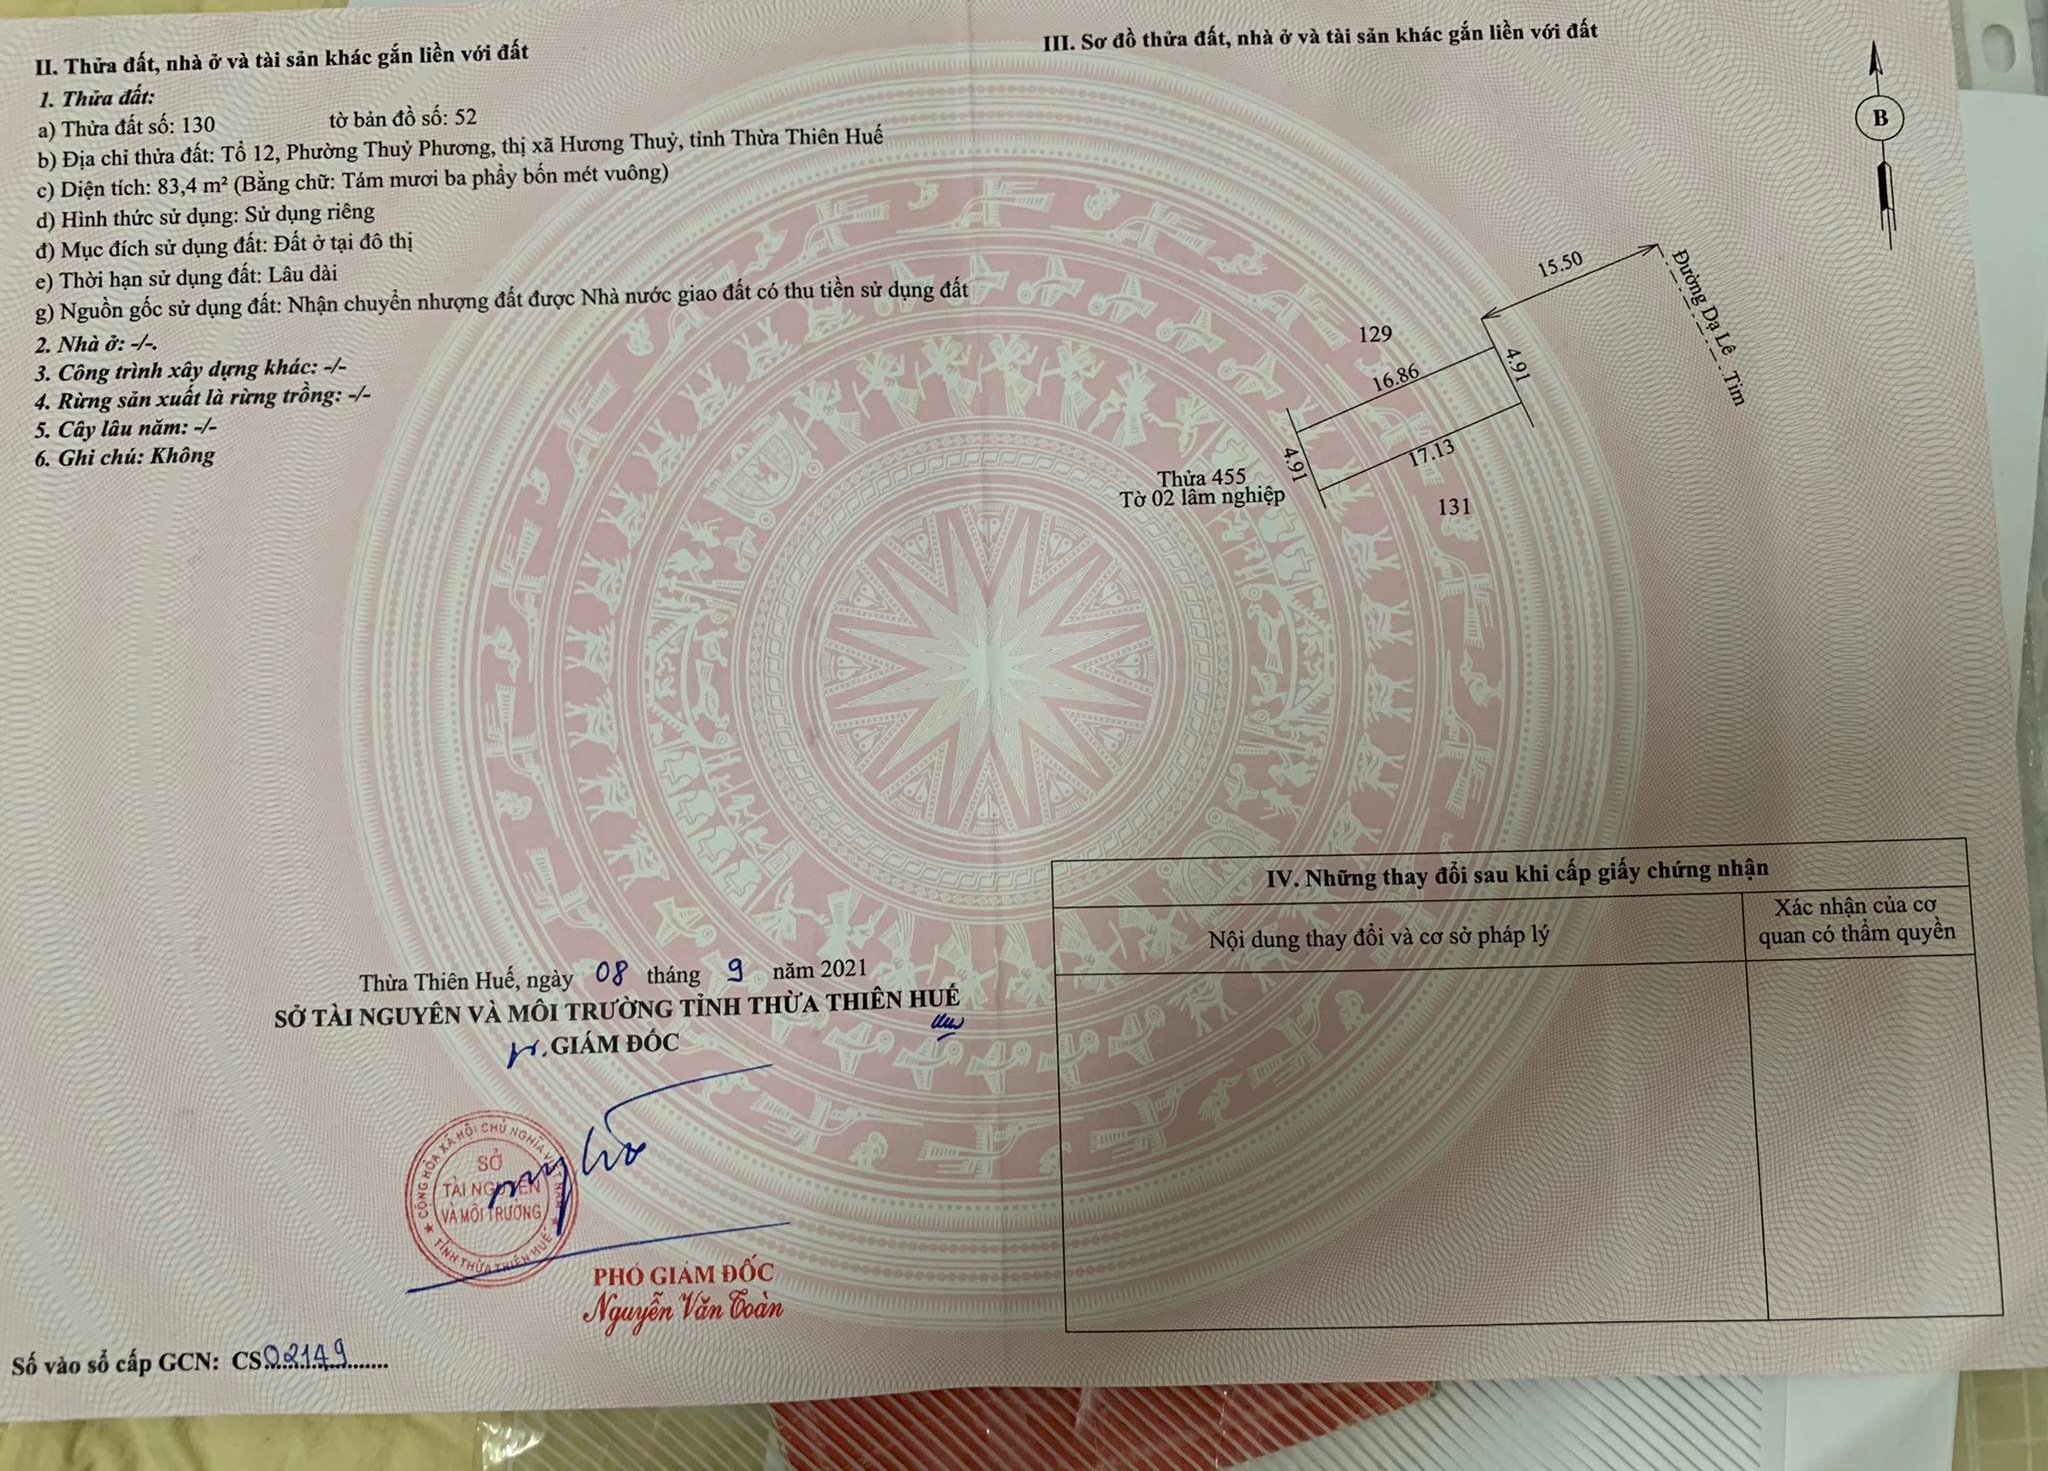 II. Thửa đất, nhà ở và tài sản khác gắn liền với đất
1. Thửa đất:
a) Thửa đất số: 130 tờ bản đồ số: 52
b) Địa chỉ thửa đất: Tổ 12, Phường Thuỷ Phương, thị xã Hương Thuỷ, tỉnh Thừa Thiên Huế
c) Diện tích: 83,4 m² (Bằng chữ: Tám mươi ba phẩy bốn mét vuông)
d) Hình thức sử dụng: Sử dụng riêng
đ) Mục đích sử dụng đất: Đất ở tại đô thị
e) Thời hạn sử dụng đất: Lâu dài
g) Nguồn gốc sử dụng đất: Nhận chuyển nhượng đất được Nhà nước giao đất có thu tiền sử dụng đất
2. Nhà ở: -/-.
3. Công trình xây dựng khác: -/-
4. Rừng sản xuất là rừng trồng: -/-
5. Cây lâu năm: -/-
6. Ghi chú: Không
Thừa Thiên Huế, ngày 08 tháng 9 năm 2021
SỞ TÀI NGUYÊN VÀ MÔI TRƯỜNG TỈNH THỪA THIÊN HUẾ
GIÁM ĐỐC
CỘNG HÒA XÃ HỘI CHỦ NGHĨA VIỆT NAM
SỞ
TÀI NGUYÊN
VÀ MÔI TRƯỜNG
TỈNH THỪA THIÊN HUẾ
PHÓ GIÁM ĐỐC
Nguyễn Văn Toàn
Số vào sổ cấp GCN: CS02149
III. Sơ đồ thửa đất, nhà ở và tài sản khác gắn liền với đất
B
15.50
Đường Dạ Lê
Tim
129
16.86
4.91
4.91
17.13
Thửa 455
Tờ 02 lâm nghiệp
131
IV. Những thay đổi sau khi cấp giấy chứng nhận
Nội dung thay đổi và cơ sở pháp lý
Xác nhận của cơ
quan có thẩm quyền